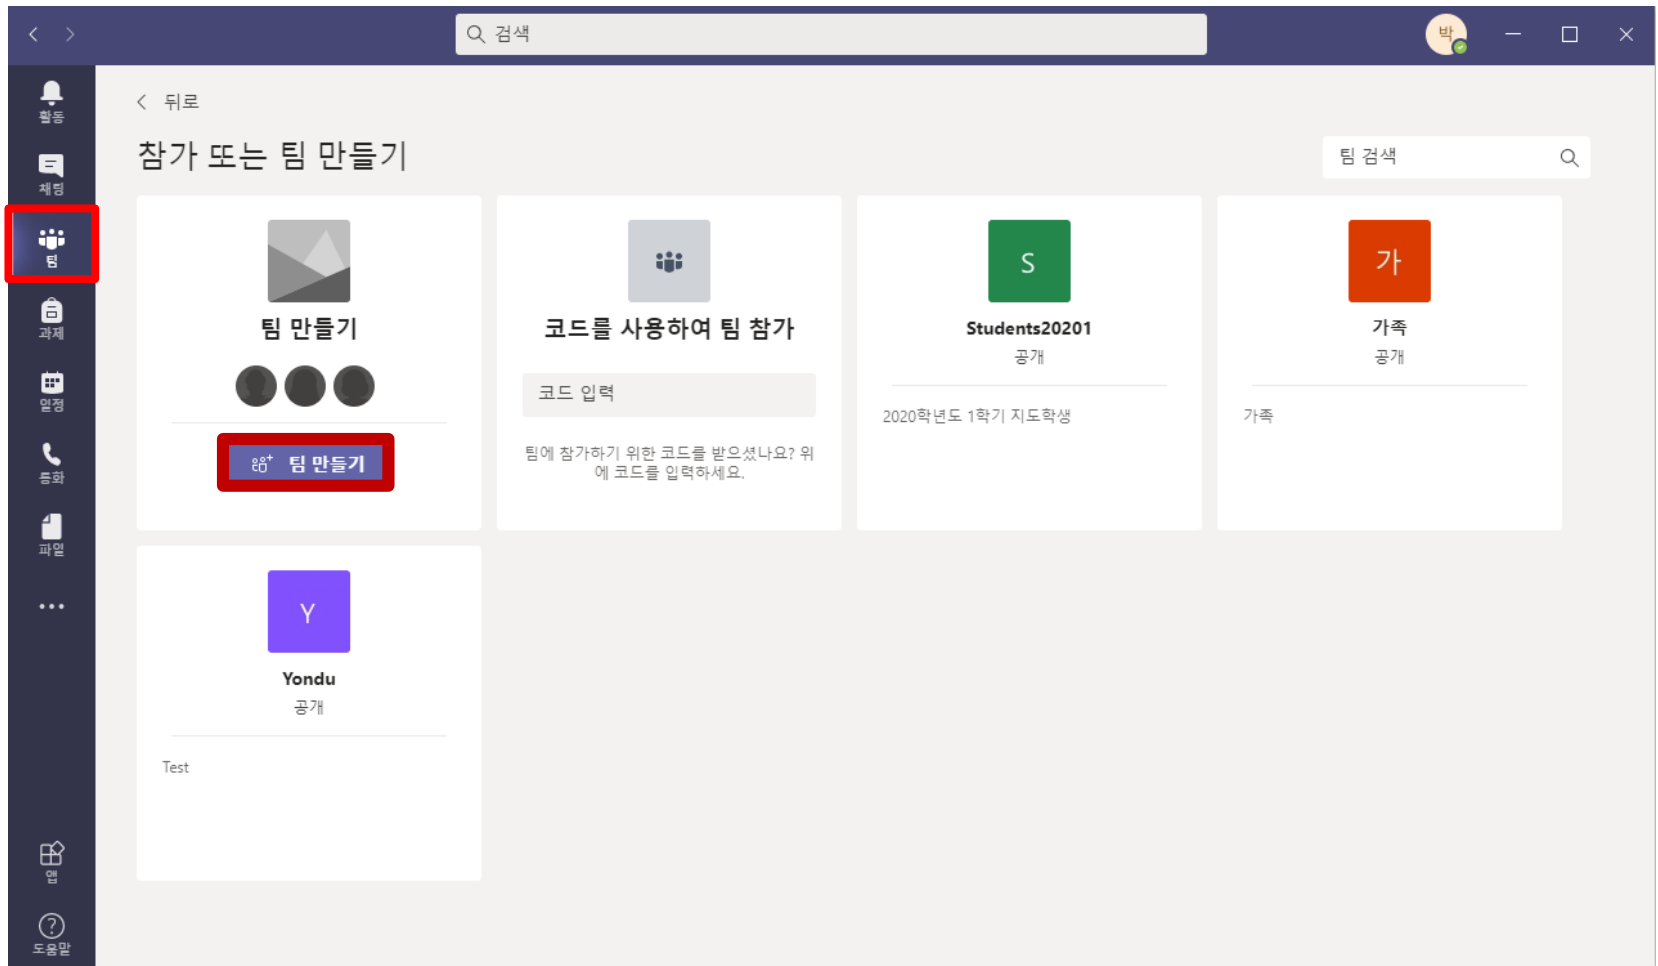 검색
박
활동
채팅
팀
과제
일정
통화
파일
앱
도움말
뒤로
참가 또는 팀 만들기
팀 검색
팀 만들기
팀 만들기
코드를 사용하여 팀 참가
코드 입력
팀에 참가하기 위한 코드를 받으셨나요? 위
에 코드를 입력하세요.
S
Students20201
공개
2020학년도 1학기 지도학생
가
가족
공개
가족
Y
Yondu
공개
Test